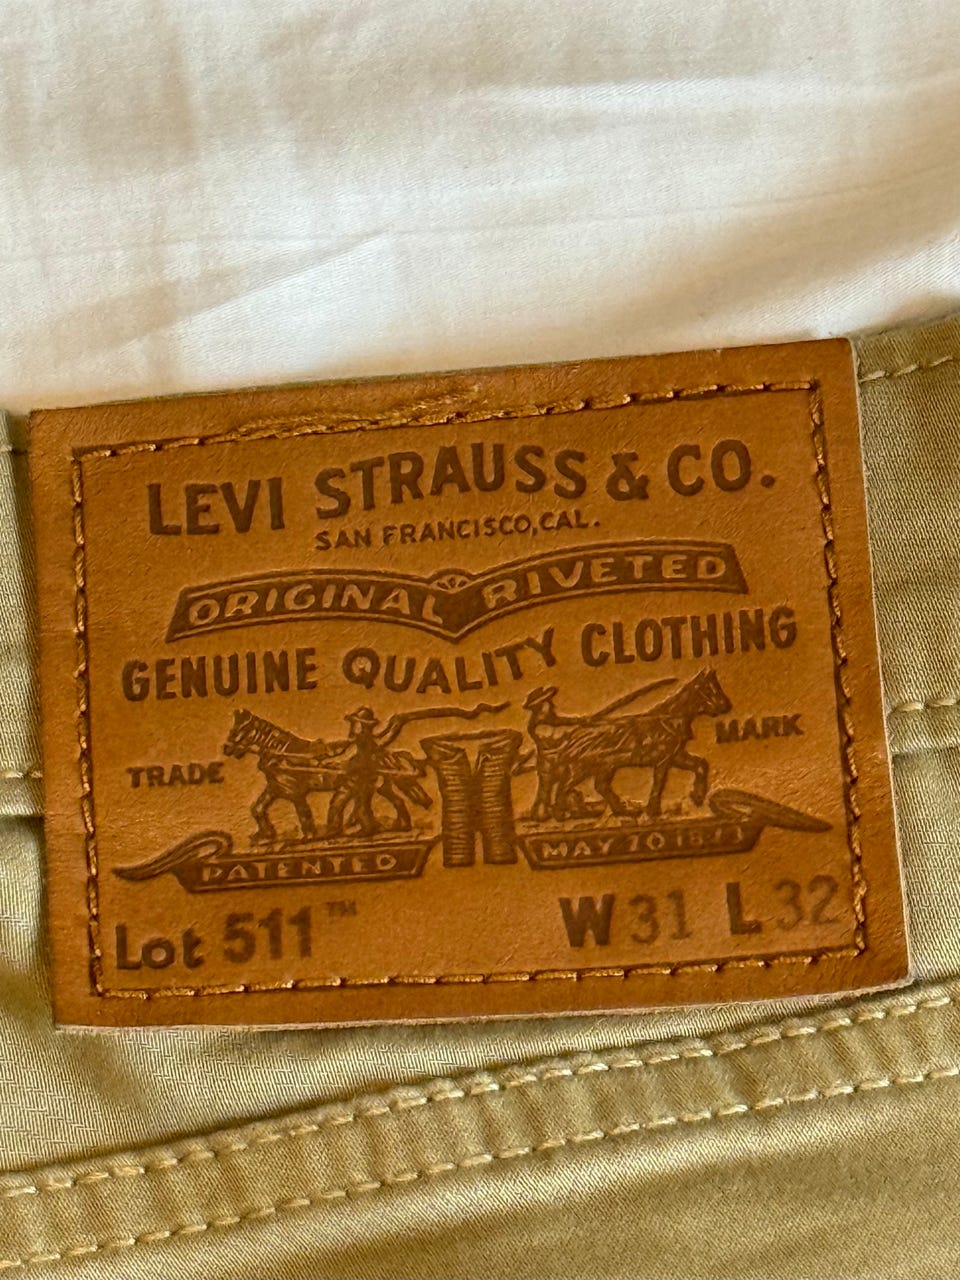 LEVI STRAUSS & CO.
SAN FRANCISCO, CAL.
ORIGINAL RIVETED
GENUINE QUALITY CLOTHING
TRADE MARK
PATENTED MAY 20 1873
Lot 511™ W 31 L 32